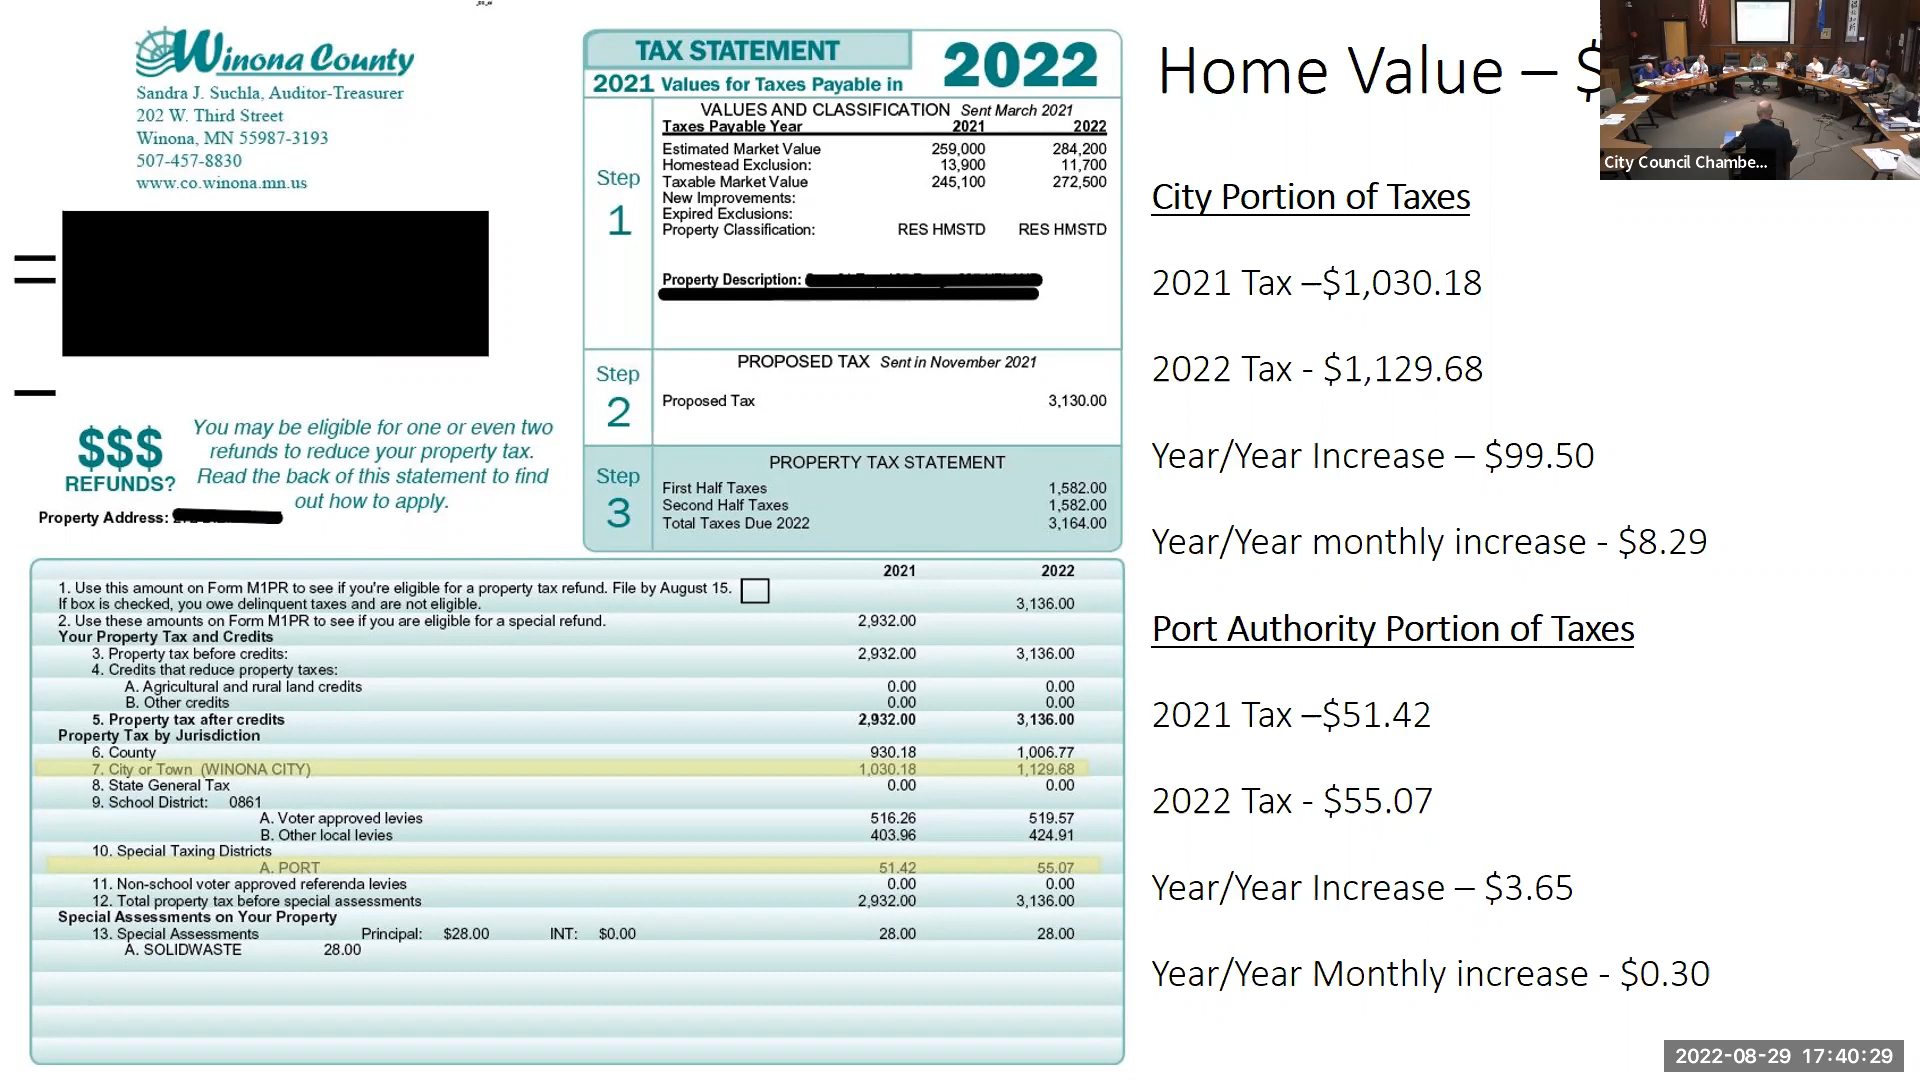 Winona County
Sandra J. Suchla, Auditor-Treasurer
202 W. Third Street
Winona, MN 55987-3193
507-457-8830
www.co.winona.mn.us
$$$
REFUNDS?
You may be eligible for one or even two
refunds to reduce your property tax.
Read the back of this statement to find
out how to apply.
Property Address:
TAX STATEMENT
2022
2021 Values for Taxes Payable in
Step
1
VALUES AND CLASSIFICATION Sent March 2021
Taxes Payable Year 2021 2022
Estimated Market Value 259,000 284,200
Homestead Exclusion: 13,900 11,700
Taxable Market Value 245,100 272,500
New Improvements:
Expired Exclusions:
Property Classification: RES HMSTD RES HMSTD
Property Description:
Step
2
PROPOSED TAX Sent in November 2021
Proposed Tax 3,130.00
Step
3
PROPERTY TAX STATEMENT
First Half Taxes 1,582.00
Second Half Taxes 1,582.00
Total Taxes Due 2022 3,164.00
2021 2022
1. Use this amount on Form M1PR to see if you're eligible for a property tax refund. File by August 15.
If box is checked, you owe delinquent taxes and are not eligible. 3,136.00
2. Use these amounts on Form M1PR to see if you are eligible for a special refund. 2,932.00
Your Property Tax and Credits
3. Property tax before credits: 2,932.00 3,136.00
4. Credits that reduce property taxes:
A. Agricultural and rural land credits 0.00 0.00
B. Other credits 0.00 0.00
5. Property tax after credits 2,932.00 3,136.00
Property Tax by Jurisdiction
6. County 930.18 1,006.77
7. City or Town (WINONA CITY) 1,030.18 1,129.68
8. State General Tax 0.00 0.00
9. School District: 0861
A. Voter approved levies 516.26 519.57
B. Other local levies 403.96 424.91
10. Special Taxing Districts
A. PORT 51.42 55.07
11. Non-school voter approved referenda levies 0.00 0.00
12. Total property tax before special assessments 2,932.00 3,136.00
Special Assessments on Your Property
13. Special Assessments Principal: $28.00 INT: $0.00 28.00 28.00
A. SOLIDWASTE 28.00
Home Value – $
City Portion of Taxes
2021 Tax –$1,030.18
2022 Tax - $1,129.68
Year/Year Increase – $99.50
Year/Year monthly increase - $8.29
Port Authority Portion of Taxes
2021 Tax –$51.42
2022 Tax - $55.07
Year/Year Increase – $3.65
Year/Year Monthly increase - $0.30
City Council Chambe...
2022-08-29 17:40:29